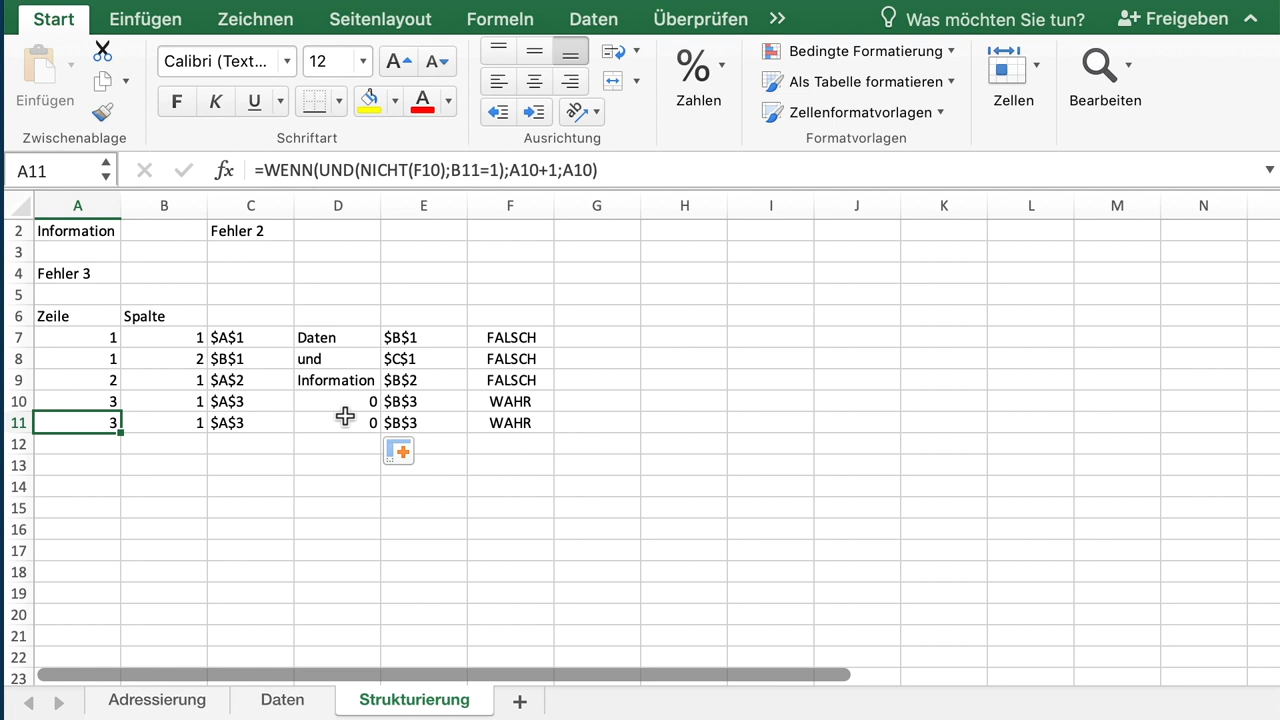 Start Einfügen Zeichnen Seitenlayout Formeln Daten Überprüfen >> Was möchten Sie tun? Freigeben
Einfügen
Zwischenablage
Calibri (Text... 12 A A
F K U A
Schriftart
Ausrichtung
%
Zahlen
Bedingte Formatierung
Als Tabelle formatieren
Zellenformatvorlagen
Formatvorlagen
Zellen
Bearbeiten
A11 fx =WENN(UND(NICHT(F10);B11=1);A10+1;A10)
A B C D E F G H I J K L M N
2 Information Fehler 2
3
4 Fehler 3
5
6 Zeile Spalte
7 1 1 $A$1 Daten $B$1 FALSCH
8 1 2 $B$1 und $C$1 FALSCH
9 2 1 $A$2 Information $B$2 FALSCH
10 3 1 $A$3 0 $B$3 WAHR
11 3 1 $A$3 0 $B$3 WAHR
12
13
14
15
16
17
18
19
20
21
22
23
Adressierung Daten Strukturierung +